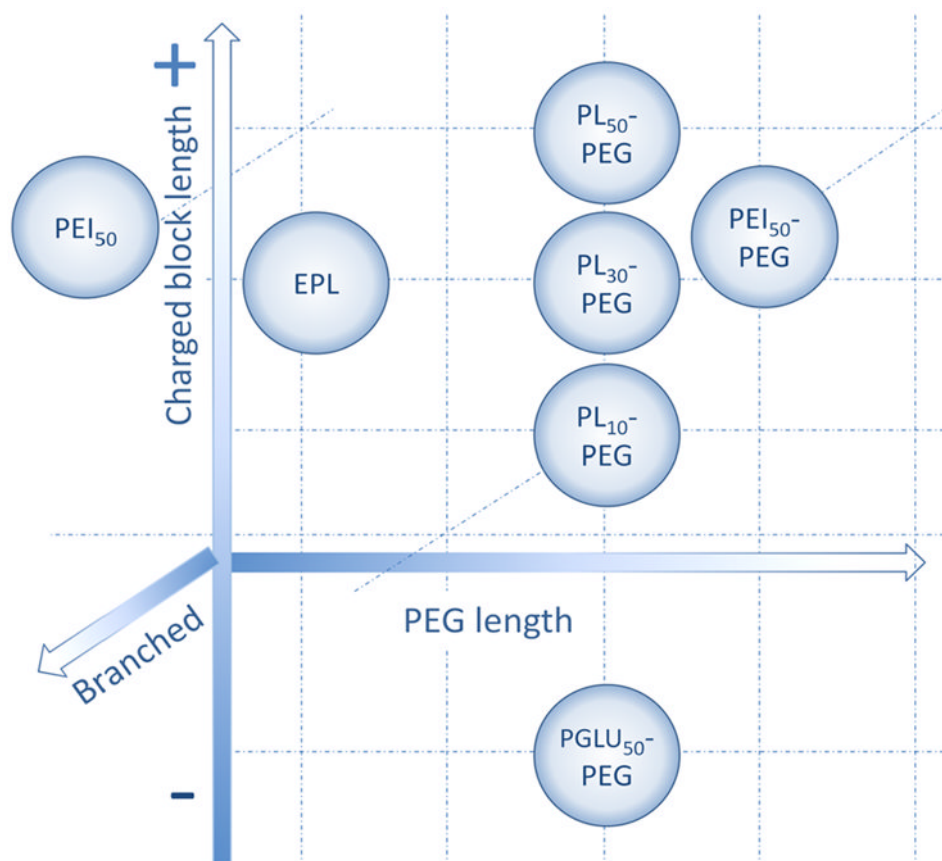 +
Charged block length
PL₅₀-
PEG
PEI₅₀
PEI₅₀-
PEG
EPL
PL₃₀-
PEG
PL₁₀-
PEG
PEG length
Branched
PGLU₅₀-
PEG
-